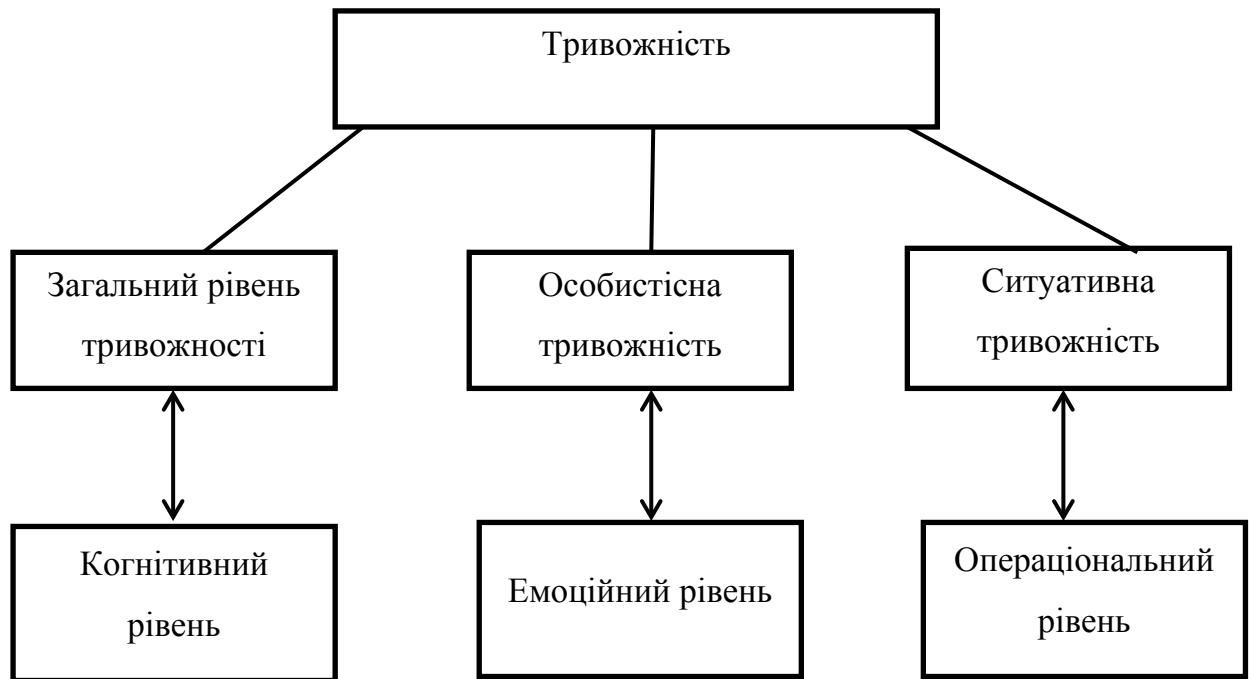 Тривожність
Загальний рівень
тривожності
Особистісна
тривожність
Ситуативна
тривожність
Когнітивний
рівень
Емоційний рівень
Операціональний
рівень